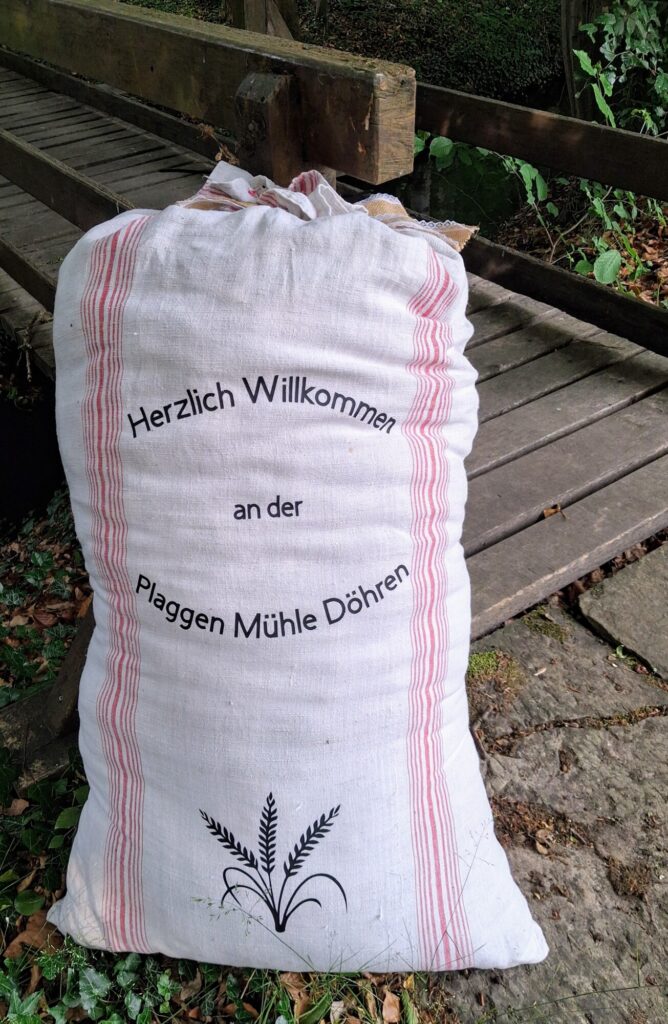 Herzlich Willkommen
an der
Plaggen Mühle Döhren